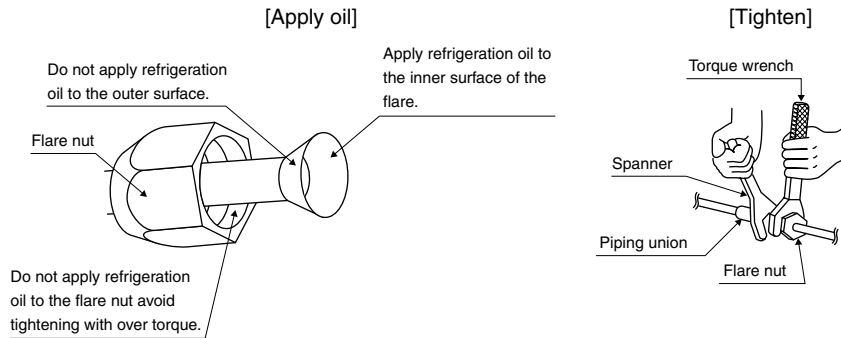 [Apply oil]
Do not apply refrigeration
oil to the outer surface.
Apply refrigeration oil to
the inner surface of the
flare.
Flare nut
Do not apply refrigeration
oil to the flare nut avoid
tightening with over torque.
[Tighten]
Torque wrench
Spanner
Piping union
Flare nut